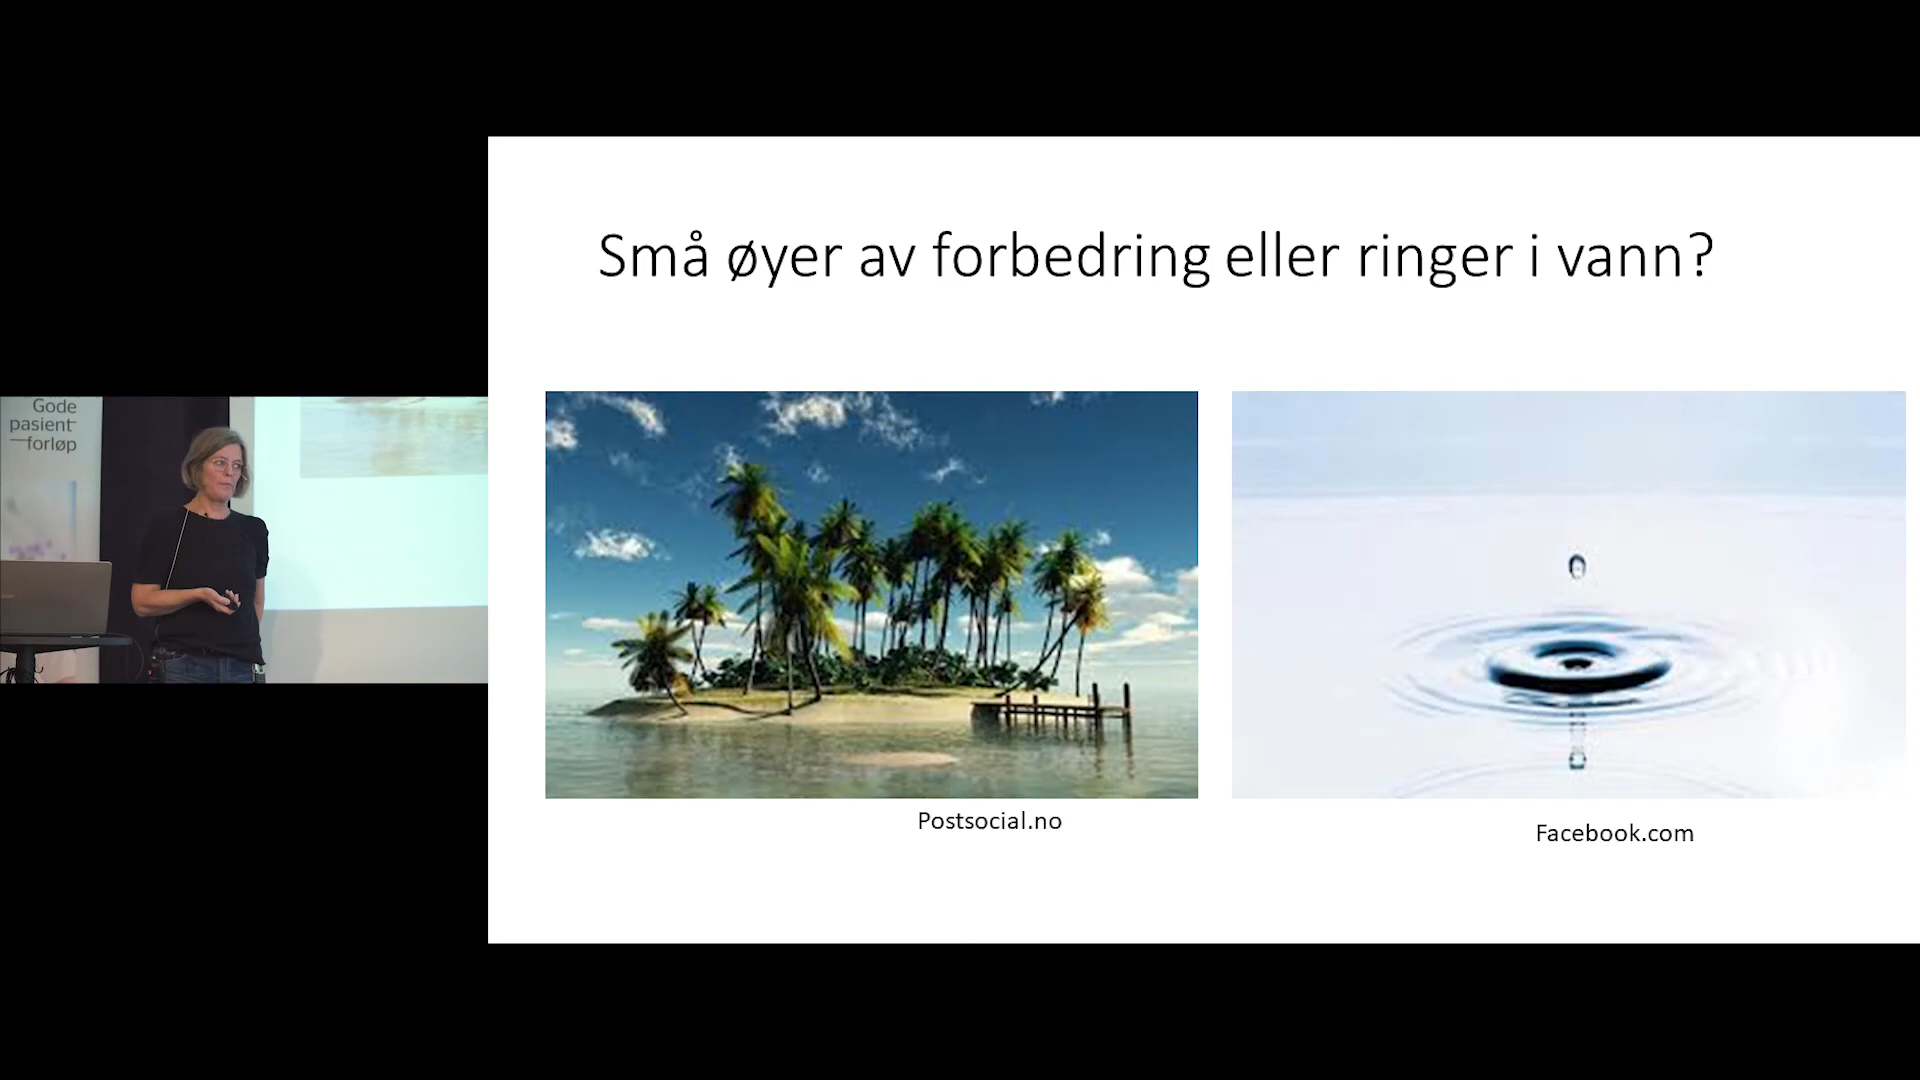 Gode
pasient-
forløp
Små øyer av forbedring eller ringer i vann?
Postsocial.no
Facebook.com